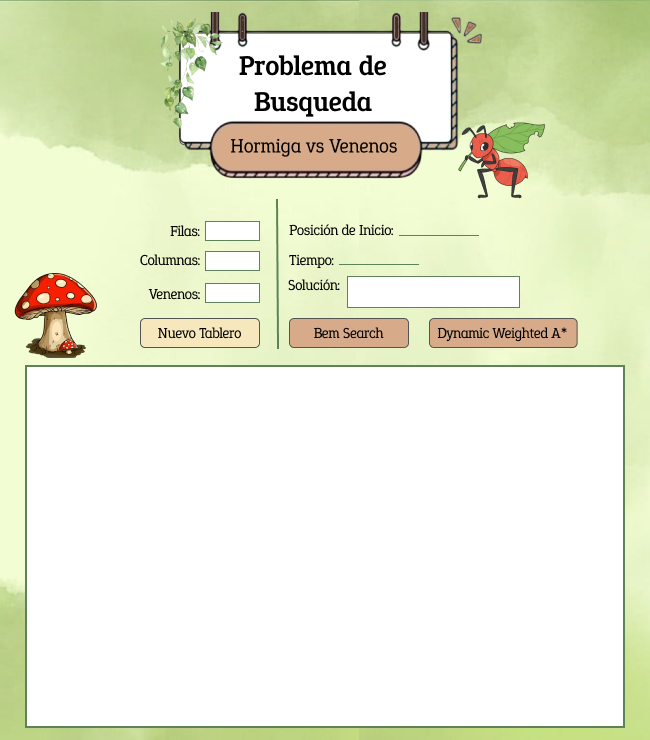 Problema de
Busqueda
Hormiga vs Venenos
Filas:
Columnas:
Venenos:
Nuevo Tablero
Posición de Inicio:
Tiempo:
Solución:
Bem Search
Dynamic Weighted A*